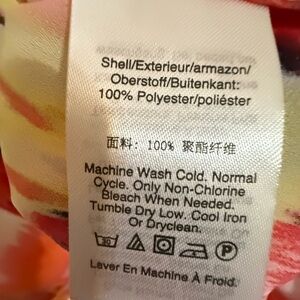 Shell/Exterieur/armazon/
Oberstoff/Buitenkant:
100% Polyester/poliéster
面料: 100% 聚酯纤维
Machine Wash Cold. Normal
Cycle. Only Non-Chlorine
Bleach When Needed.
Tumble Dry Low. Cool Iron
Or Dryclean.
30 P
Laver En Machine À Froid.